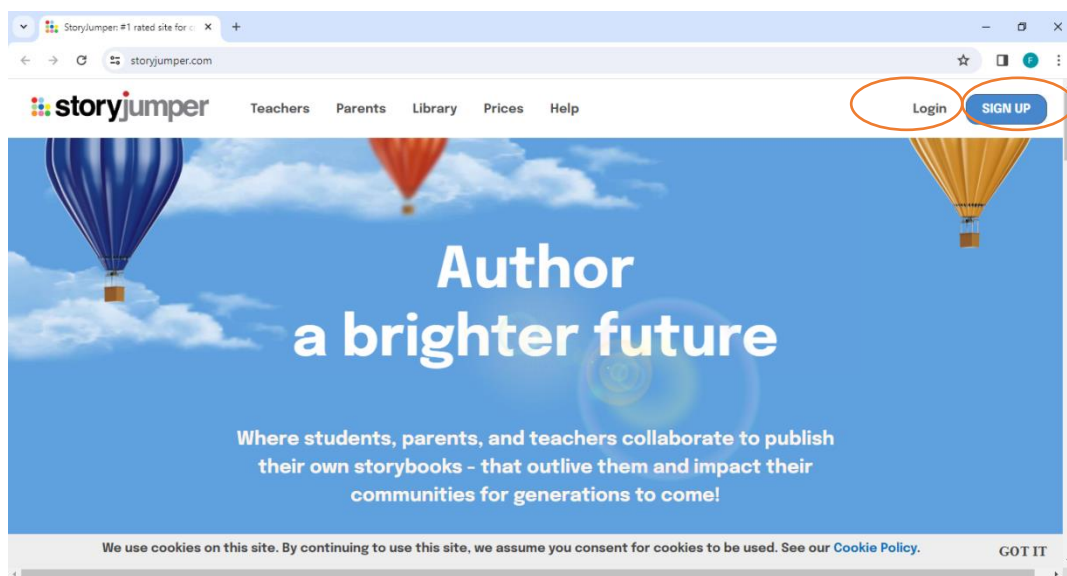 StoryJumper: #1 rated site for c
storyjumper.com
F
storyjumper
Teachers Parents Library Prices Help Login SIGN UP
Author
a brighter future
Where students, parents, and teachers collaborate to publish
their own storybooks - that outlive them and impact their
communities for generations to come!
We use cookies on this site. By continuing to use this site, we assume you consent for cookies to be used. See our Cookie Policy. GOT IT